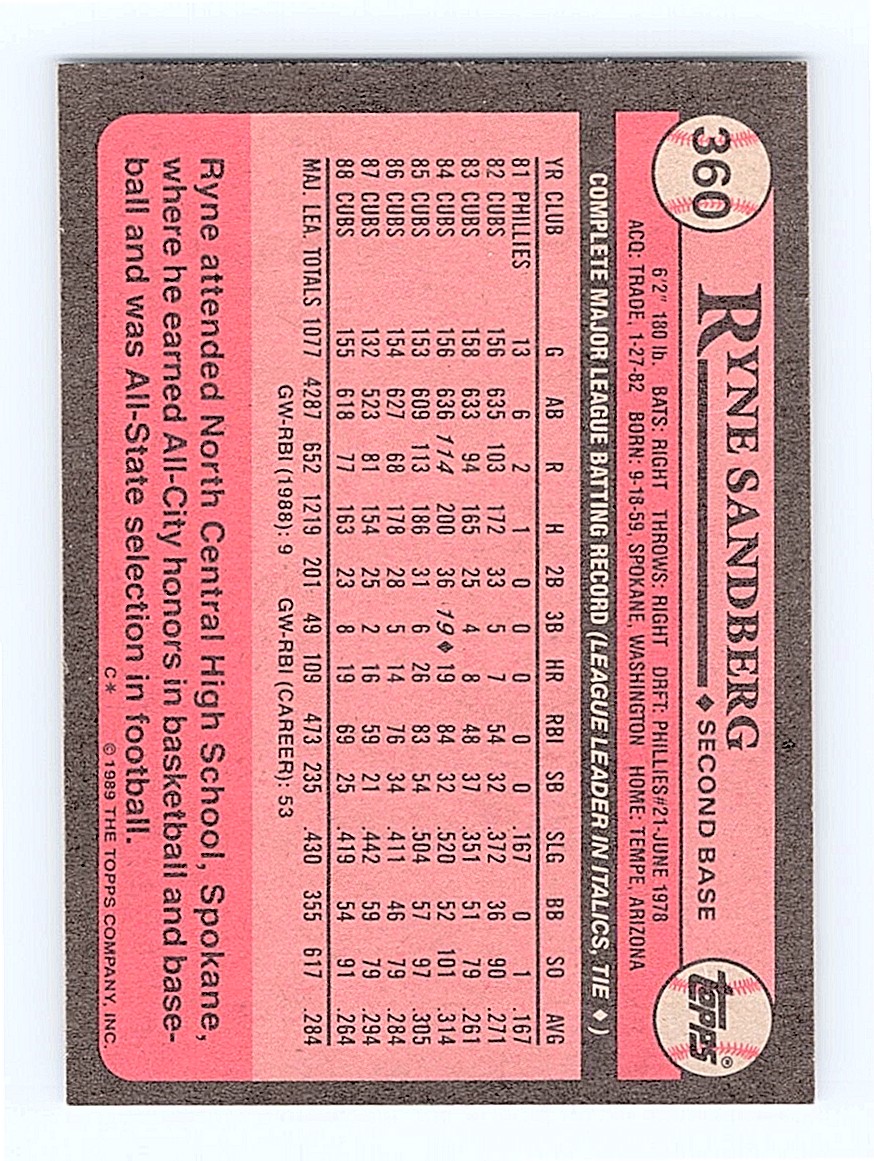 360
RYNE SANDBERG
◆ SECOND BASE
topps®
6'2" 180 lb. BATS: RIGHT THROWS: RIGHT DRFT: PHILLIES#21-JUNE 1978
ACQ: TRADE, 1-27-82 BORN: 9-18-59, SPOKANE, WASHINGTON HOME: TEMPE, ARIZONA
COMPLETE MAJOR LEAGUE BATTING RECORD (LEAGUE LEADER IN ITALICS, TIE ◆)
YR CLUB G AB R H 2B 3B HR RBI SB SLG BB SO AVG
81 PHILLIES 13 6 2 1 0 0 0 0 0 .167 0 1 .167
82 CUBS 156 635 103 172 33 5 7 54 32 .372 36 90 .271
83 CUBS 158 633 94 165 25 4 8 48 37 .351 51 79 .261
84 CUBS 156 636 114 200 36 19◆ 19 84 32 .520 52 101 .314
85 CUBS 153 609 113 186 31 6 26 83 54 .504 57 97 .305
86 CUBS 154 627 68 178 28 5 14 76 34 .411 46 79 .284
87 CUBS 132 523 81 154 25 2 16 59 21 .442 59 79 .294
88 CUBS 155 618 77 163 23 8 19 69 25 .419 54 91 .264
MAJ. LEA. TOTALS 1077 4287 652 1219 201 49 109 473 235 .430 355 617 .284
GW-RBI (1988): 9 GW-RBI (CAREER): 53
Ryne attended North Central High School, Spokane,
where he earned All-City honors in basketball and base-
ball and was All-State selection in football.
C* ©1989 THE TOPPS COMPANY, INC.